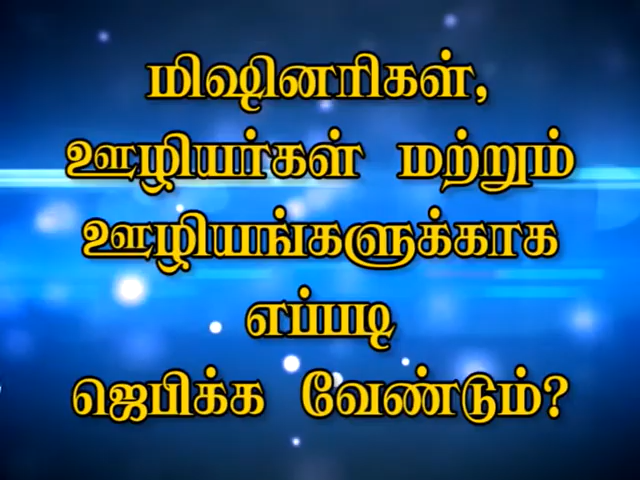 மிஷினரிகள்,
ஊழியர்கள் மற்றும்
ஊழியங்களுக்காக
எப்படி
ஜெபிக்க வேண்டும்?